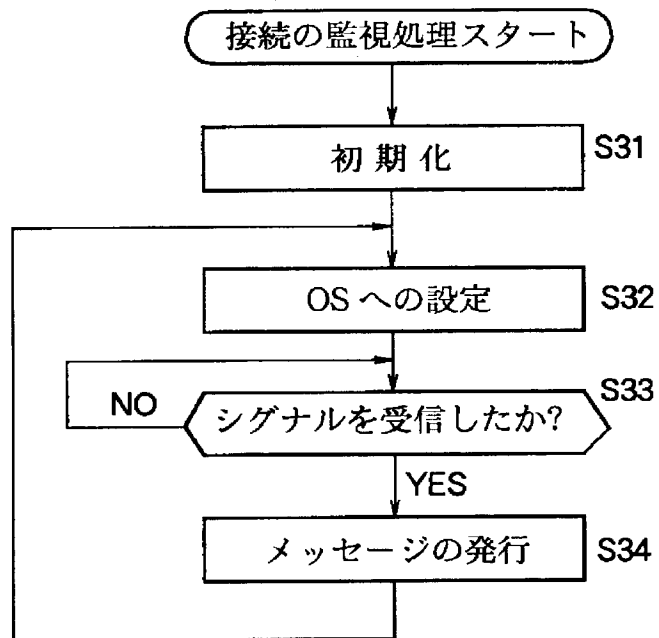 接続の監視処理スタート
初期化
S31
OSへの設定
S32
シグナルを受信したか?
S33
NO
YES
メッセージの発行
S34